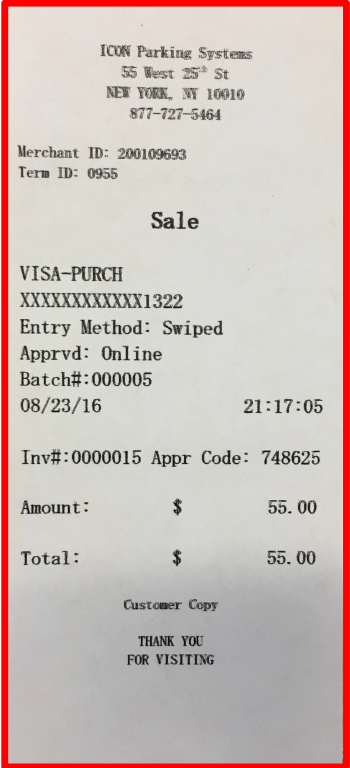 ICON Parking Systems
55 West 25th St
NEW YORK, NY 10010
877-727-5464
Merchant ID: 200109693
Term ID: 0955
Sale
VISA-PURCH
XXXXXXXXXXXX1322
Entry Method: Swiped
Apprvd: Online
Batch#:000005
08/23/16 21:17:05
Inv#:0000015 Appr Code: 748625
Amount: $ 55.00
Total: $ 55.00
Customer Copy
THANK YOU
FOR VISITING